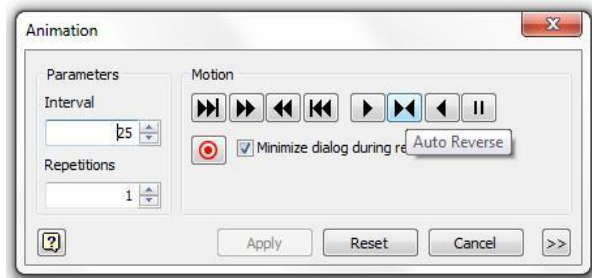 Animation
Parameters
Motion
Interval
25
Minimize dialog during re
Auto Reverse
Repetitions
1
?
Apply
Reset
Cancel
>>